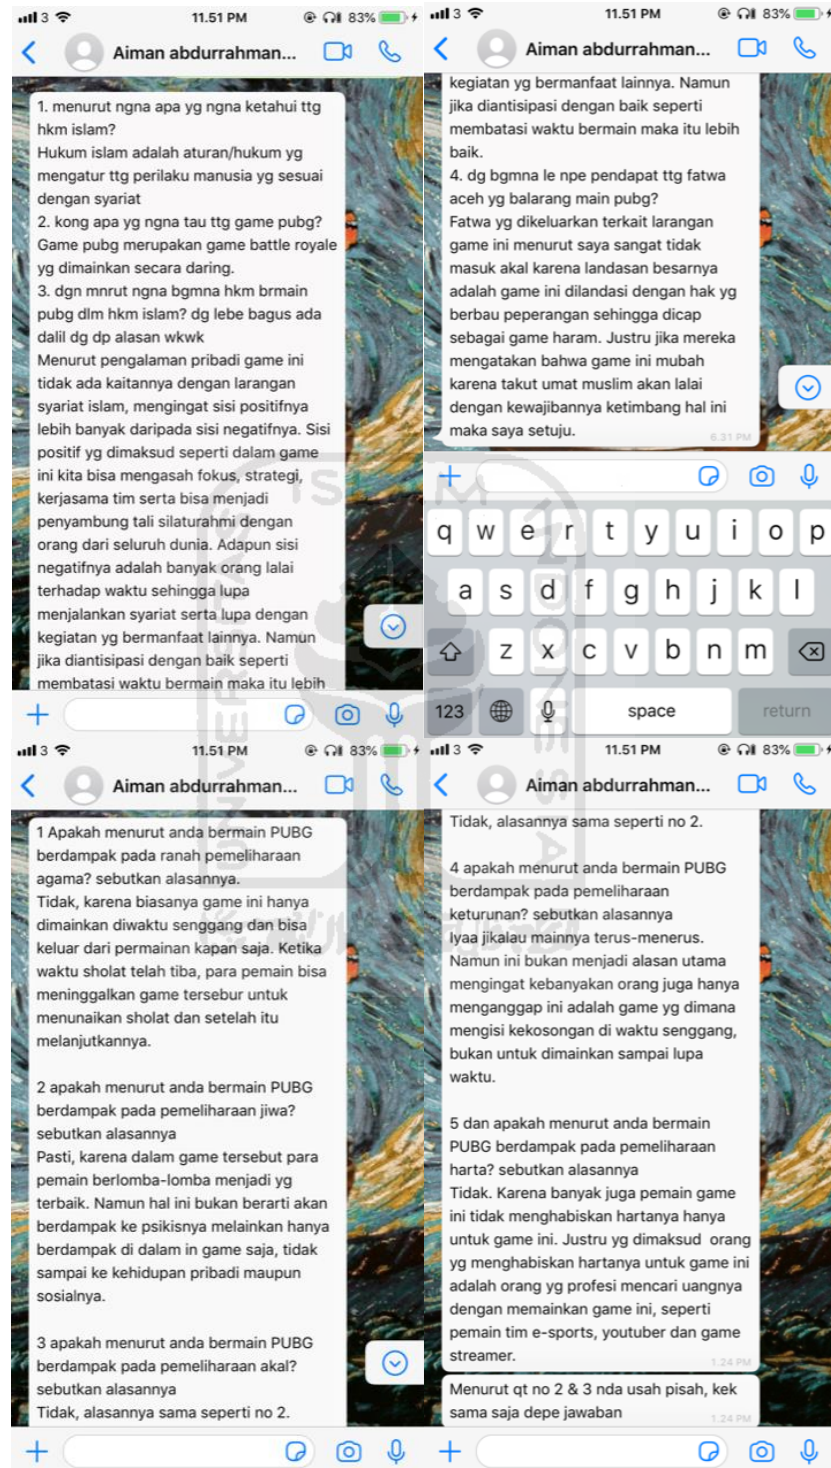 3 11.51 PM 83%
Aiman abdurrahman...
1. menurut ngna apa yg ngna ketahui ttg
hkm islam?
Hukum islam adalah aturan/hukum yg
mengatur ttg perilaku manusia yg sesuai
dengan syariat
2. kong apa yg ngna tau ttg game pubg?
Game pubg merupakan game battle royale
yg dimainkan secara daring.
3. dgn mnrut ngna bgmna hkm brmain
pubg dlm hkm islam? dg lebe bagus ada
dalil dg dp alasan wkwk
Menurut pengalaman pribadi game ini
tidak ada kaitannya dengan larangan
syariat islam, mengingat sisi positifnya
lebih banyak daripada sisi negatifnya. Sisi
positif yg dimaksud seperti dalam game
ini kita bisa mengasah fokus, strategi,
kerjasama tim serta bisa menjadi
penyambung tali silaturahmi dengan
orang dari seluruh dunia. Adapun sisi
negatifnya adalah banyak orang lalai
terhadap waktu sehingga lupa
menjalankan syariat serta lupa dengan
kegiatan yg bermanfaat lainnya. Namun
jika diantisipasi dengan baik seperti
membatasi waktu bermain maka itu lebih
3 11.51 PM 83%
Aiman abdurrahman...
kegiatan yg bermanfaat lainnya. Namun
jika diantisipasi dengan baik seperti
membatasi waktu bermain maka itu lebih
baik.
4. dg bgmna le npe pendapat ttg fatwa
aceh yg balarang main pubg?
Fatwa yg dikeluarkan terkait larangan
game ini menurut saya sangat tidak
masuk akal karena landasan besarnya
adalah game ini dilandasi dengan hak yg
berbau peperangan sehingga dicap
sebagai game haram. Justru jika mereka
mengatakan bahwa game ini mubah
karena takut umat muslim akan lalai
dengan kewajibannya ketimbang hal ini
maka saya setuju.
6.31 PM
q w e r t y u i o p
a s d f g h j k l
z x c v b n m
123 space return
3 11.51 PM 83%
Aiman abdurrahman...
1 Apakah menurut anda bermain PUBG
berdampak pada ranah pemeliharaan
agama? sebutkan alasannya.
Tidak, karena biasanya game ini hanya
dimainkan diwaktu senggang dan bisa
keluar dari permainan kapan saja. Ketika
waktu sholat telah tiba, para pemain bisa
meninggalkan game tersebur untuk
menunaikan sholat dan setelah itu
melanjutkannya.
2 apakah menurut anda bermain PUBG
berdampak pada pemeliharaan jiwa?
sebutkan alasannya
Pasti, karena dalam game tersebut para
pemain berlomba-lomba menjadi yg
terbaik. Namun hal ini bukan berarti akan
berdampak ke psikisnya melainkan hanya
berdampak di dalam in game saja, tidak
sampai ke kehidupan pribadi maupun
sosialnya.
3 apakah menurut anda bermain PUBG
berdampak pada pemeliharaan akal?
sebutkan alasannya
Tidak, alasannya sama seperti no 2.
3 11.51 PM 83%
Aiman abdurrahman...
Tidak, alasannya sama seperti no 2.
4 apakah menurut anda bermain PUBG
berdampak pada pemeliharaan
keturunan? sebutkan alasannya
Iyaa jikalau mainnya terus-menerus.
Namun ini bukan menjadi alasan utama
mengingat kebanyakan orang juga hanya
menganggap ini adalah game yg dimana
mengisi kekosongan di waktu senggang,
bukan untuk dimainkan sampai lupa
waktu.
5 dan apakah menurut anda bermain
PUBG berdampak pada pemeliharaan
harta? sebutkan alasannya
Tidak. Karena banyak juga pemain game
ini tidak menghabiskan hartanya hanya
untuk game ini. Justru yg dimaksud orang
yg menghabiskan hartanya untuk game ini
adalah orang yg profesi mencari uangnya
dengan memainkan game ini, seperti
pemain tim e-sports, youtuber dan game
streamer.
1.24 PM
Menurut qt no 2 & 3 nda usah pisah, kek
sama saja depe jawaban
1.24 PM
UNIVERSITAS
ISLAM
INDONESIA